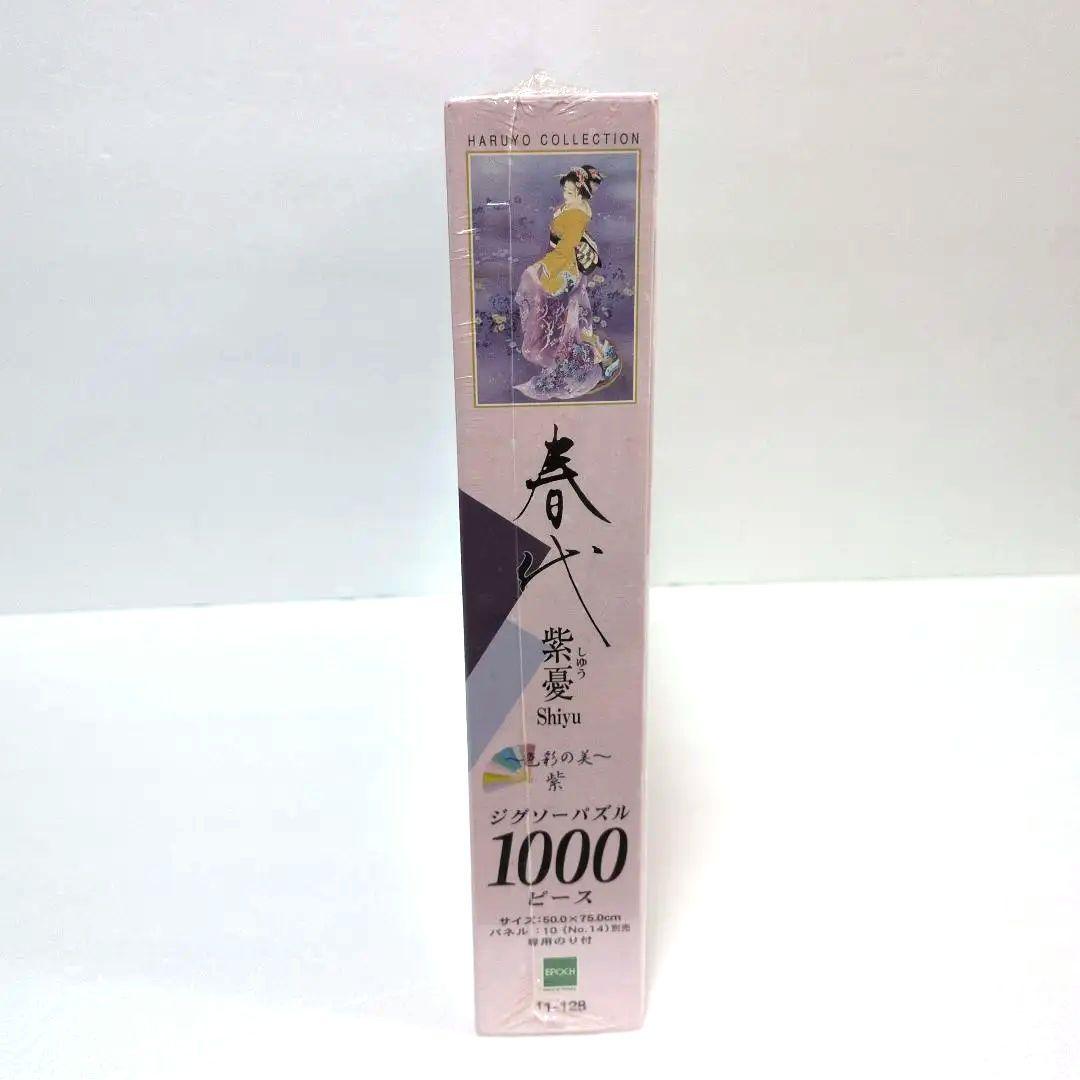 HARUYO COLLECTION
春代
紫憂
しゆう
Shiyu
〜色彩の美〜
紫
ジグソーパズル
1000
ピース
サイズ:50.0×75.0cm
パネル :10 (No.14)別売
専用のり付
EPOCH
11-128